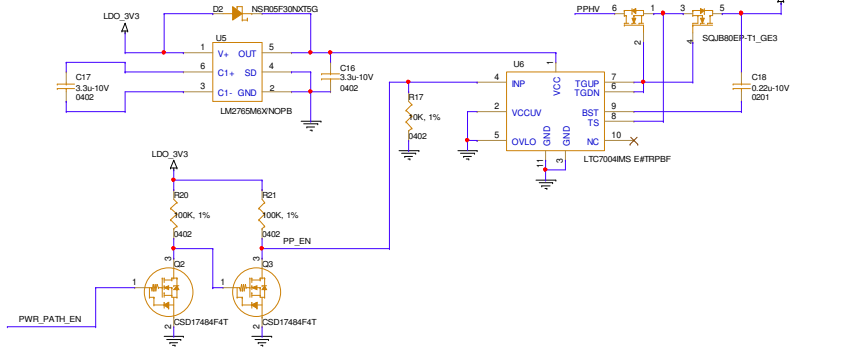 D2 NSR05F30NXT5G
LDO_3V3
PPHV 6 1 3 5
SQJB80EP-T1_GE3
2 4
U5
1 V+ OUT 5
6 C1+ SD 4
3 C1- GND 2
LM2765M6X/NOPB
C17
3.3u-10V
0402
C16
3.3u-10V
0402
U6
1
VCC
4 INP TGUP 7
TGDN 6
2 VCCUV BST 9
TS 8
5 OVLO GND GND NC 10
11 3
LTC7004IMS E#TRPBF
R17
10K, 1%
0402
C18
0.22u-10V
0201
LDO_3V3
R20
100K, 1%
0402
R21
100K, 1%
0402
PP_EN
3 Q2
1
2
CSD17484F4T
3 Q3
1
2
CSD17484F4T
PWR_PATH_EN